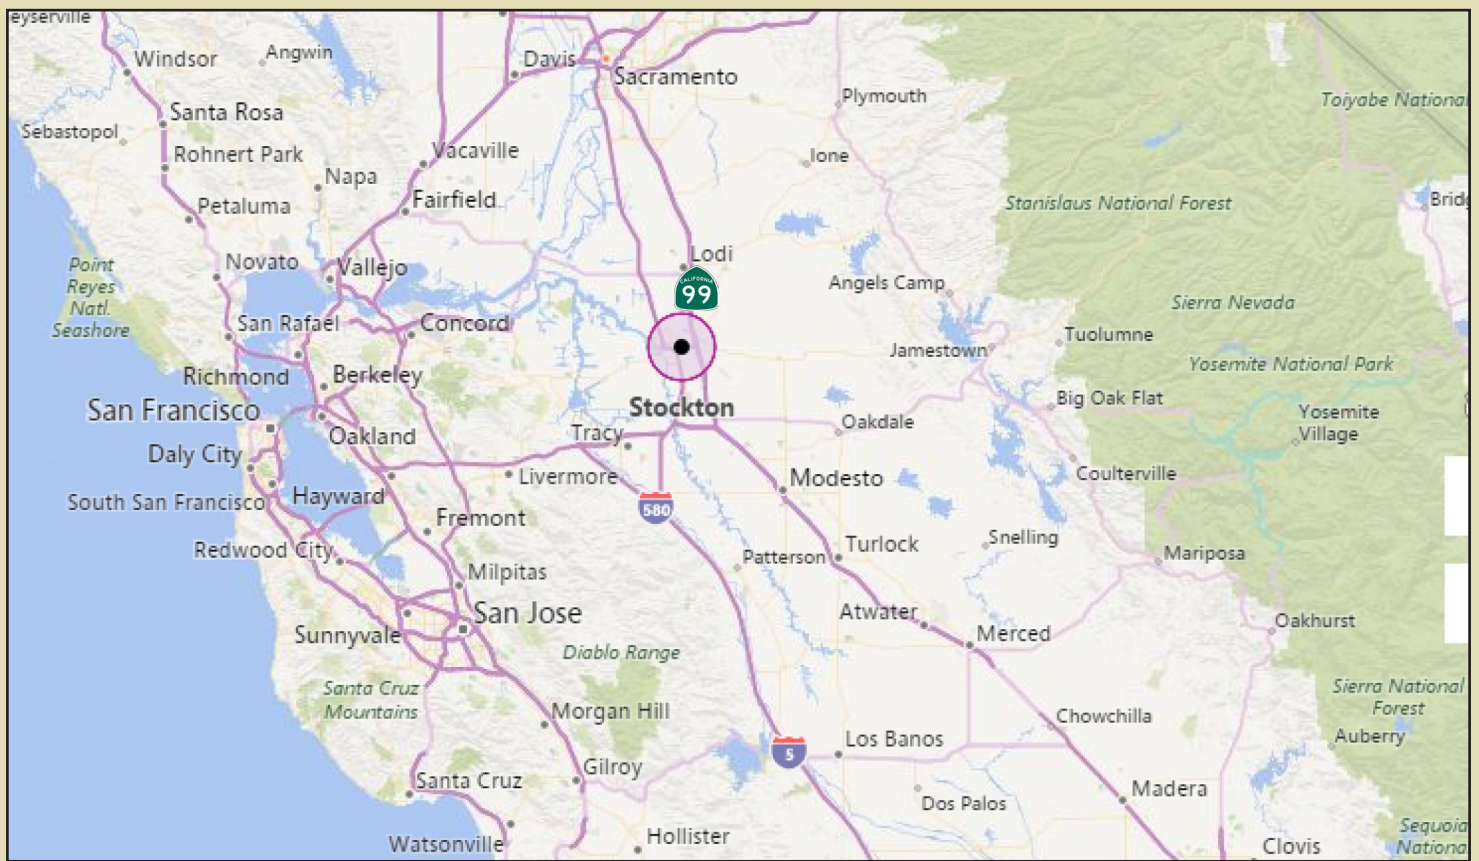 eyserville
Windsor
Angwin
Davis
Sacramento
Plymouth
Toiyabe National
Santa Rosa
Sebastopol
Rohnert Park
Vacaville
Ione
Napa
Petaluma
Fairfield
Stanislaus National Forest
Bridg
Novato
Vallejo
Lodi
Point
Reyes
Natl.
Seashore
CALIFORNIA
99
Angels Camp
Sierra Nevada
San Rafael
Concord
Tuolumne
Jamestown
Yosemite National Park
Richmond
Berkeley
San Francisco
Stockton
Big Oak Flat
Yosemite
Village
Oakland
Tracy
Oakdale
Daly City
Livermore
Modesto
Coulterville
South San Francisco
Hayward
580
Fremont
Redwood City
Patterson
Turlock
Snelling
Mariposa
Milpitas
San Jose
Atwater
Merced
Oakhurst
Sunnyvale
Diablo Range
Santa Cruz
Mountains
Sierra National
Forest
Morgan Hill
Chowchilla
Auberry
5
Los Banos
Gilroy
Santa Cruz
Dos Palos
Madera
Watsonville
Hollister
Clovis
Sequoia
Nationa